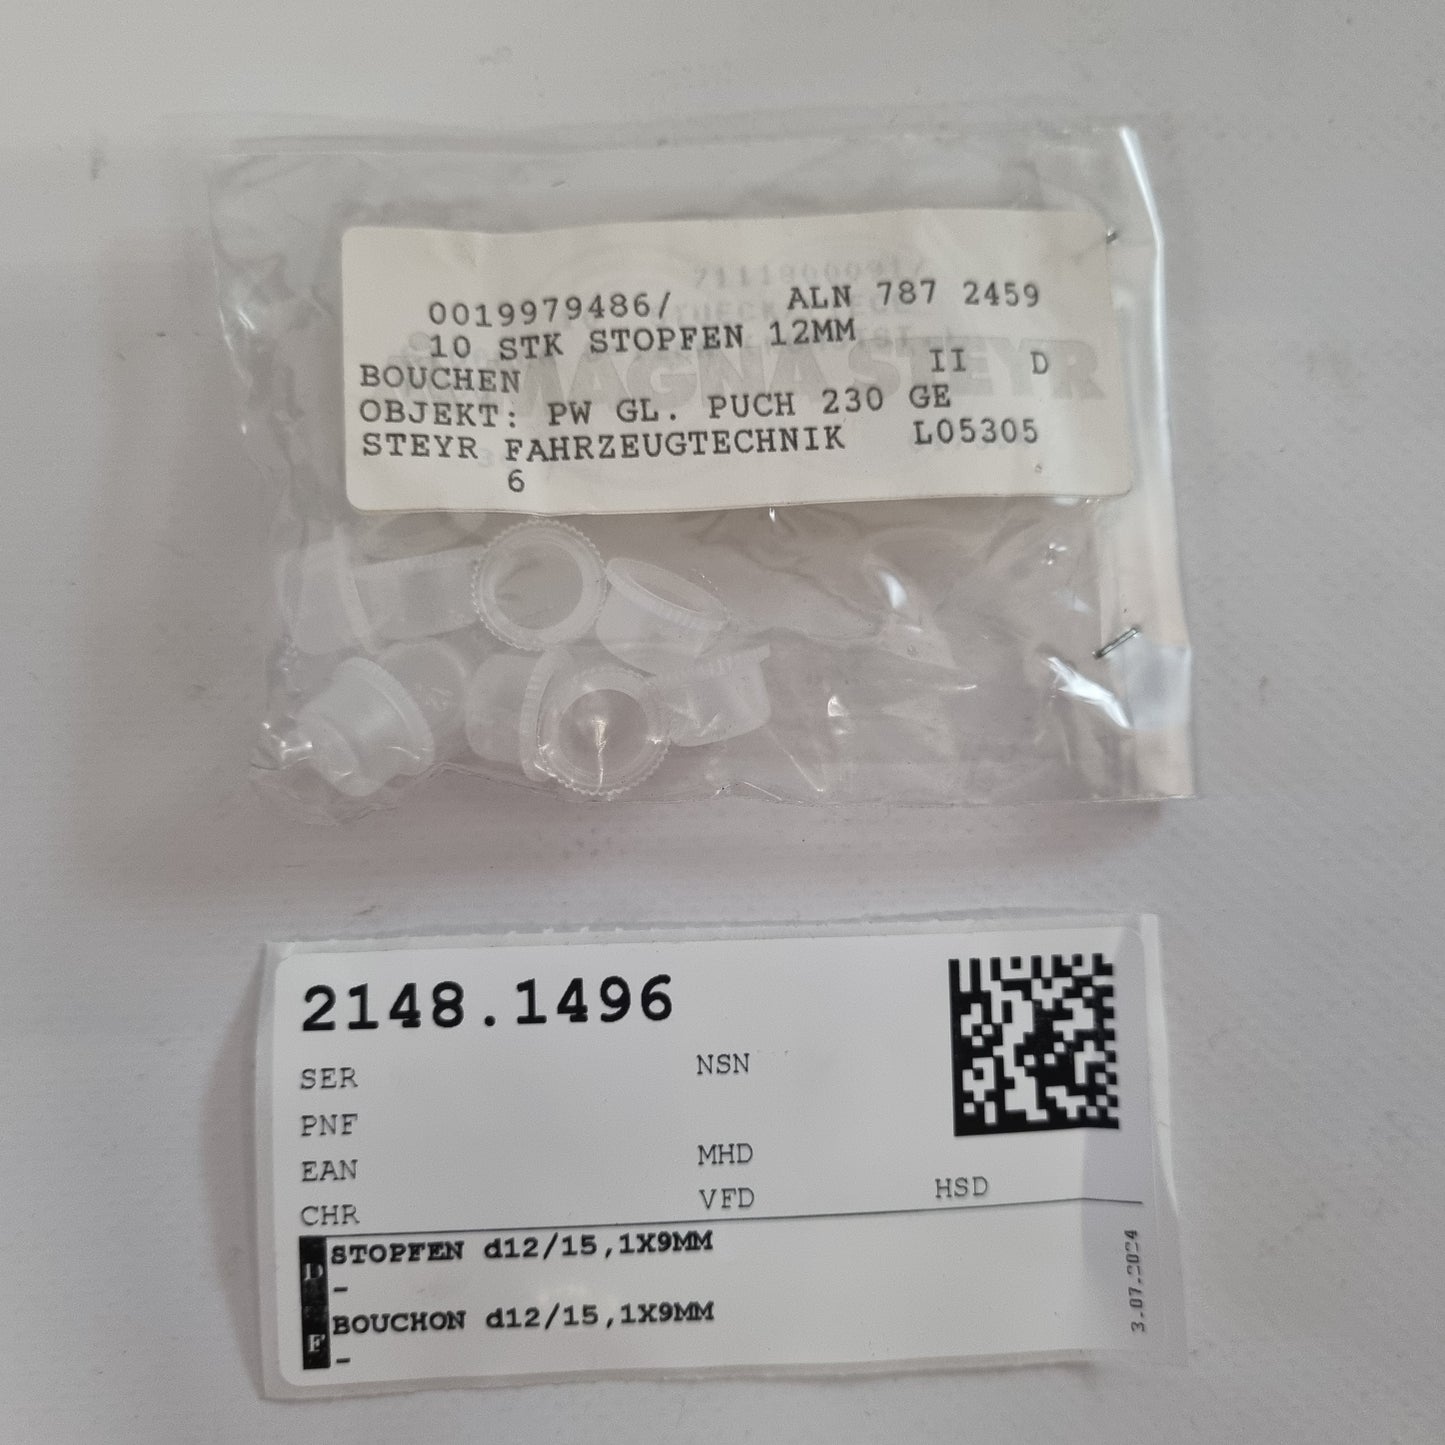 0019979486/ ALN 787 2459
10 STK STOPFEN 12MM
BOUCHEN II D
OBJEKT: PW GL. PUCH 230 GE
STEYR FAHRZEUGTECHNIK L05305
6
MAGNA STEYR
2148.1496
SER NSN
PNF
EAN MHD
CHR VFD HSD
D STOPFEN d12/15,1X9MM
-
F BOUCHON d12/15,1X9MM
-
3.07.2024